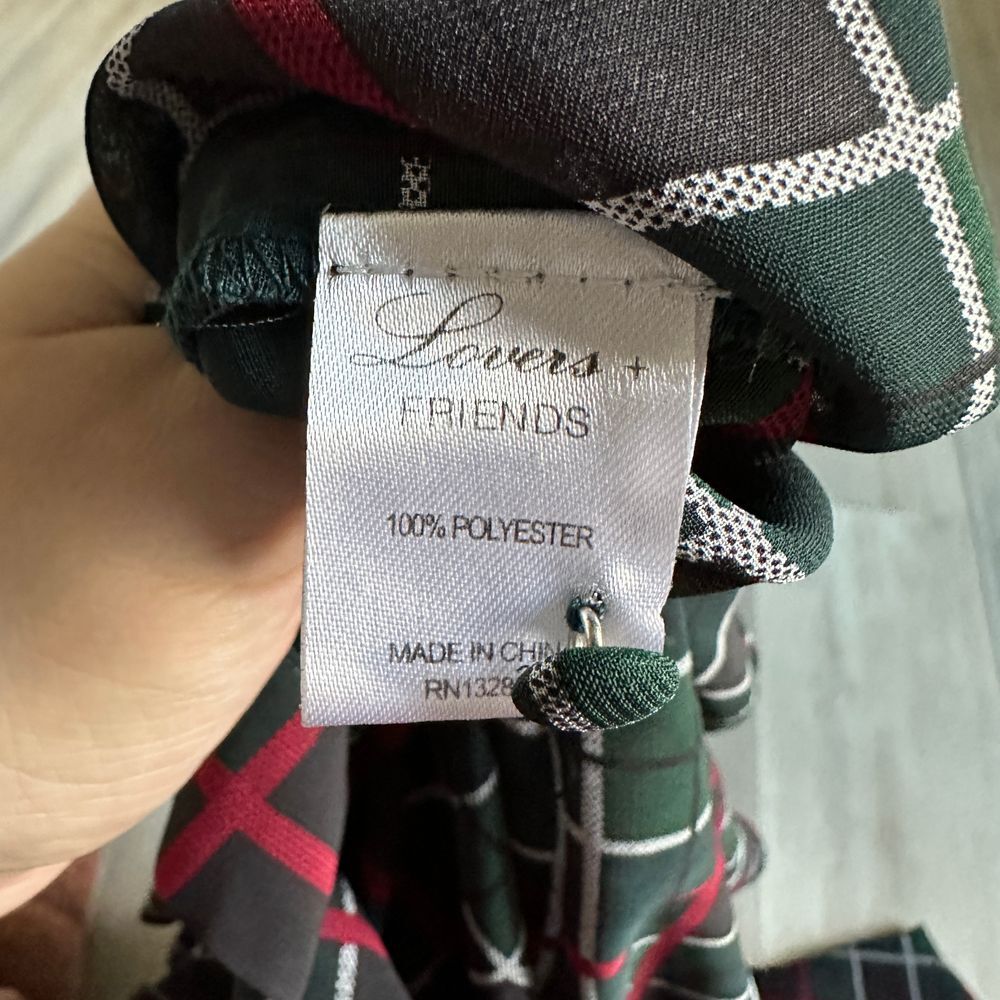 Lovers +
FRIENDS
100% POLYESTER
MADE IN